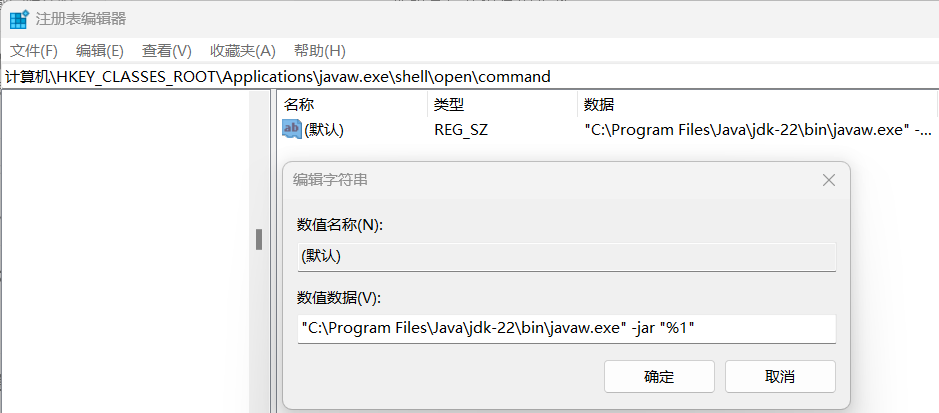 注册表编辑器
文件(F) 编辑(E) 查看(V) 收藏夹(A) 帮助(H)
计算机\HKEY_CLASSES_ROOT\Applications\javaw.exe\shell\open\command
名称 类型 数据
ab (默认) REG_SZ "C:\Program Files\Java\jdk-22\bin\javaw.exe" -...
编辑字符串
数值名称(N):
(默认)
数值数据(V):
"C:\Program Files\Java\jdk-22\bin\javaw.exe" -jar "%1"
确定 取消